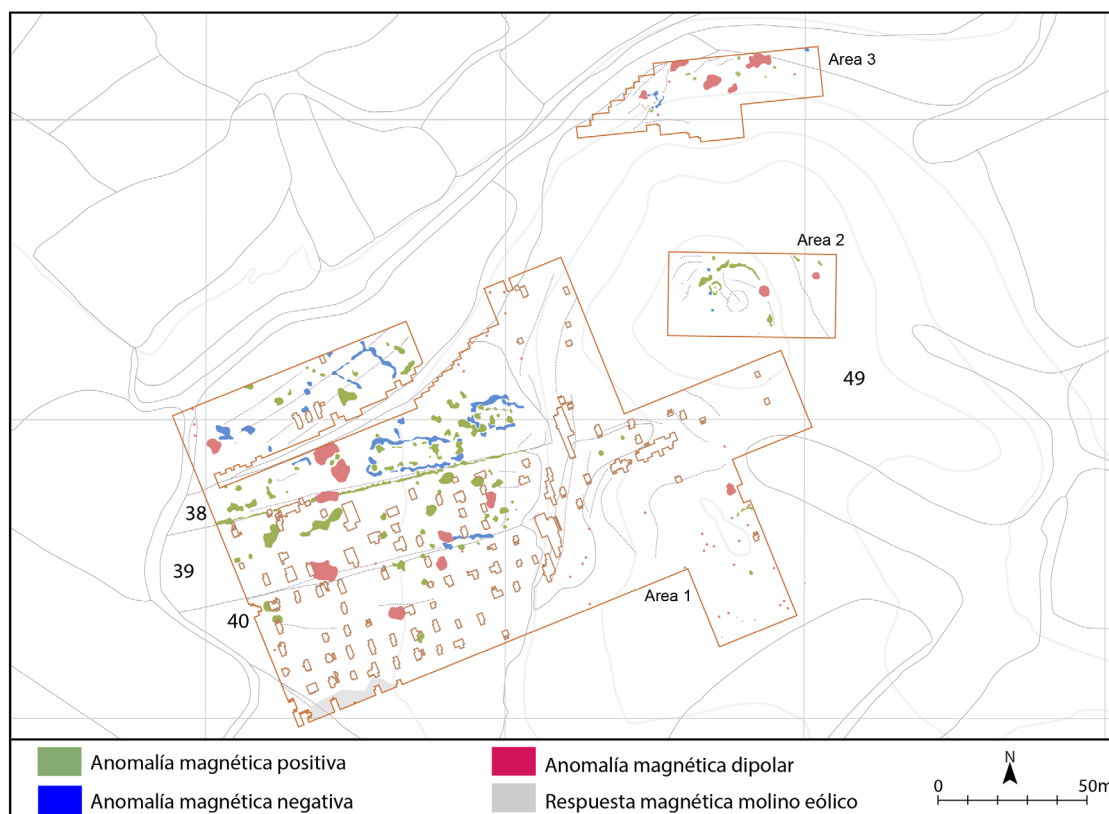 Area 3
Area 2
49
38
39
40
Area 1
Anomalía magnética positiva
Anomalía magnética dipolar
Anomalía magnética negativa
Respuesta magnética molino eólico
N
0
50m